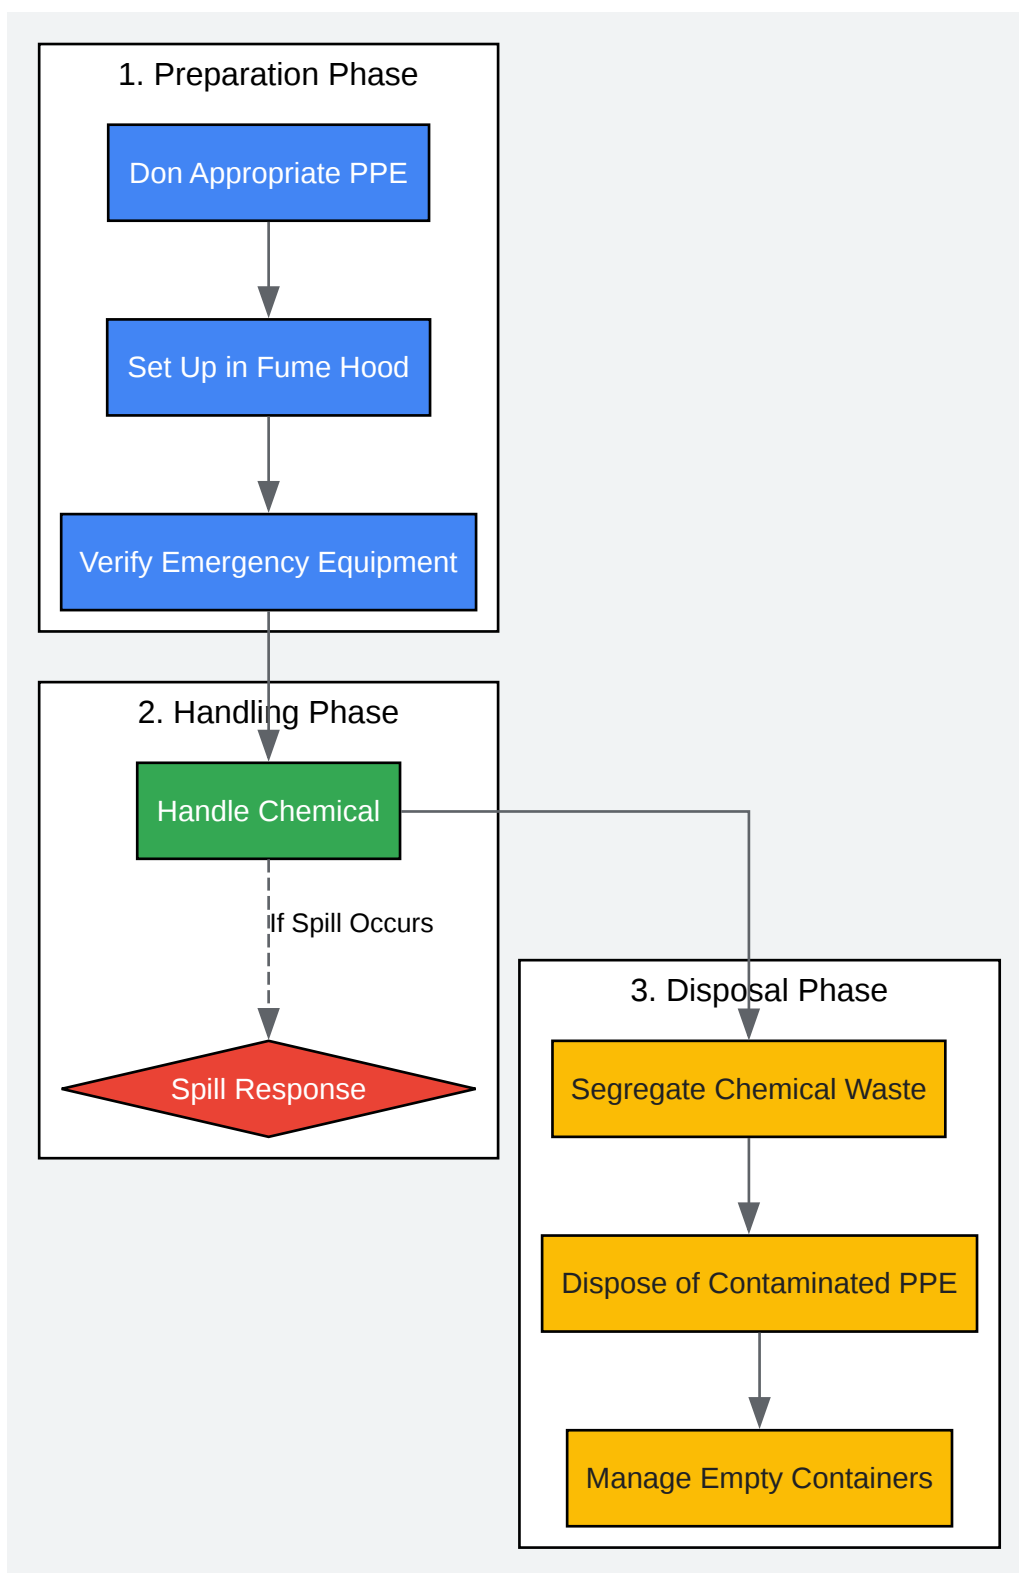 1. Preparation Phase
Don Appropriate PPE
Set Up in Fume Hood
Verify Emergency Equipment
2. Handling Phase
Handle Chemical
If Spill Occurs
Spill Response
3. Disposal Phase
Segregate Chemical Waste
Dispose of Contaminated PPE
Manage Empty Containers